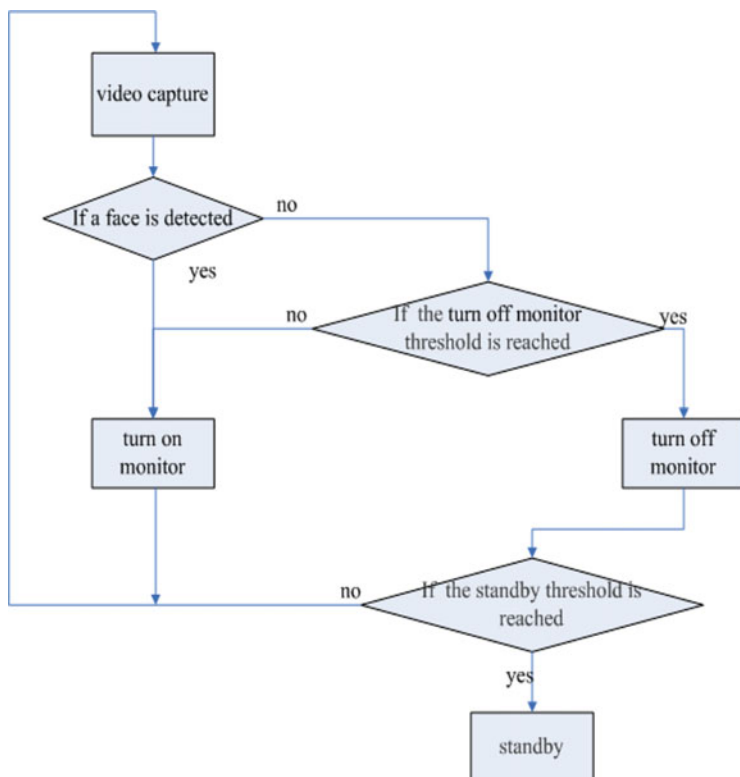 video capture
If a face is detected
no
yes
no
If the turn off monitor
threshold is reached
yes
turn on
monitor
turn off
monitor
no
If the standby threshold is
reached
yes
standby